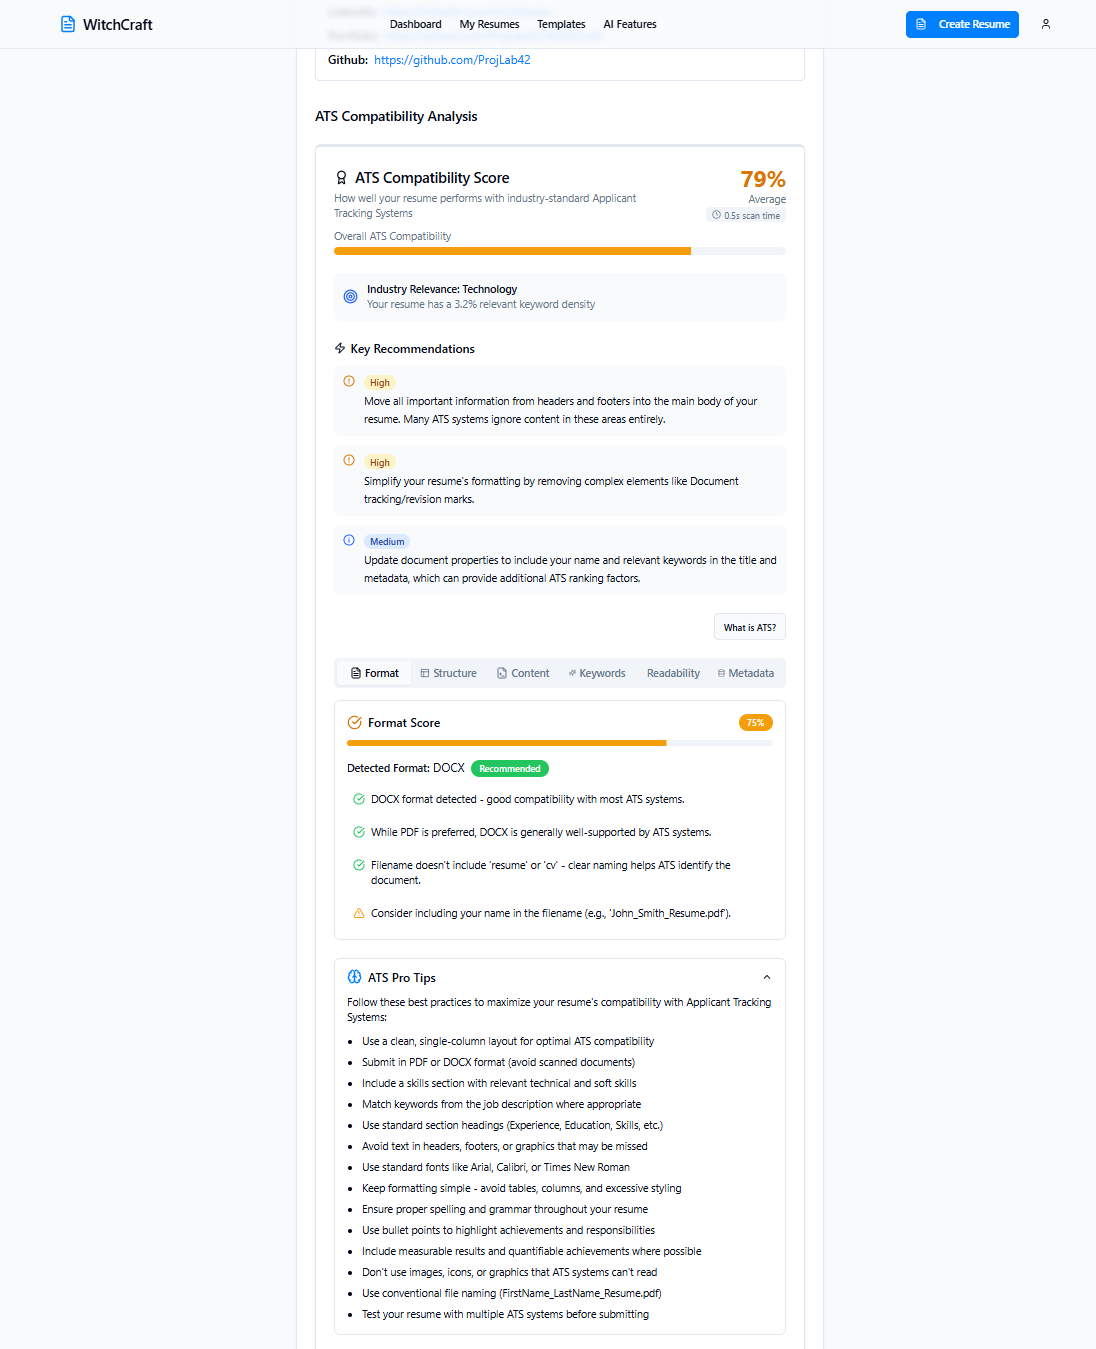 WitchCraft
Dashboard
My Resumes
Templates
AI Features
Create Resume
Github: https://github.com/ProjLab42
ATS Compatibility Analysis
ATS Compatibility Score
79%
How well your resume performs with industry-standard Applicant
Tracking Systems
Average
0.5s scan time
Overall ATS Compatibility
Industry Relevance: Technology
Your resume has a 3.2% relevant keyword density
Key Recommendations
High
Move all important information from headers and footers into the main body of your
resume. Many ATS systems ignore content in these areas entirely.
High
Simplify your resume's formatting by removing complex elements like Document
tracking/revision marks.
Medium
Update document properties to include your name and relevant keywords in the title and
metadata, which can provide additional ATS ranking factors.
What is ATS?
Format
Structure
Content
Keywords
Readability
Metadata
Format Score
75%
Detected Format: DOCX Recommended
DOCX format detected - good compatibility with most ATS systems.
While PDF is preferred, DOCX is generally well-supported by ATS systems.
Filename doesn't include 'resume' or 'cv' - clear naming helps ATS identify the
document.
Consider including your name in the filename (e.g., 'John_Smith_Resume.pdf').
ATS Pro Tips
Follow these best practices to maximize your resume's compatibility with Applicant Tracking
Systems:
• Use a clean, single-column layout for optimal ATS compatibility
• Submit in PDF or DOCX format (avoid scanned documents)
• Include a skills section with relevant technical and soft skills
• Match keywords from the job description where appropriate
• Use standard section headings (Experience, Education, Skills, etc.)
• Avoid text in headers, footers, or graphics that may be missed
• Use standard fonts like Arial, Calibri, or Times New Roman
• Keep formatting simple - avoid tables, columns, and excessive styling
• Ensure proper spelling and grammar throughout your resume
• Use bullet points to highlight achievements and responsibilities
• Include measurable results and quantifiable achievements where possible
• Don't use images, icons, or graphics that ATS systems can't read
• Use conventional file naming (FirstName_LastName_Resume.pdf)
• Test your resume with multiple ATS systems before submitting